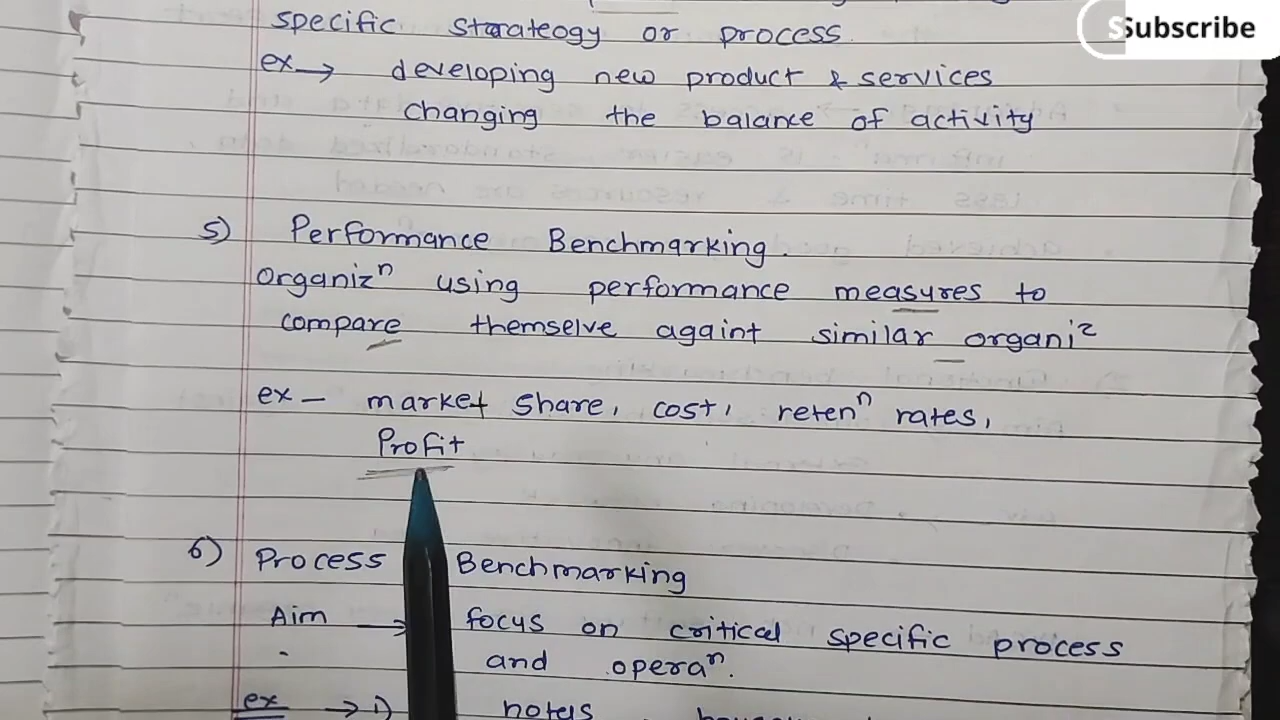 Subscribe
specific strateogy or process.
ex → developing new product & services
changing the balance of activity
5) Performance Benchmarking.
organizⁿ using performance measures to
compare themselve againt similar organiz
ex – market share, cost, retenⁿ rates,
Profit
6) Process Benchmarking
Aim → focus on critical specific process
and operaⁿ.
ex → 1) notes